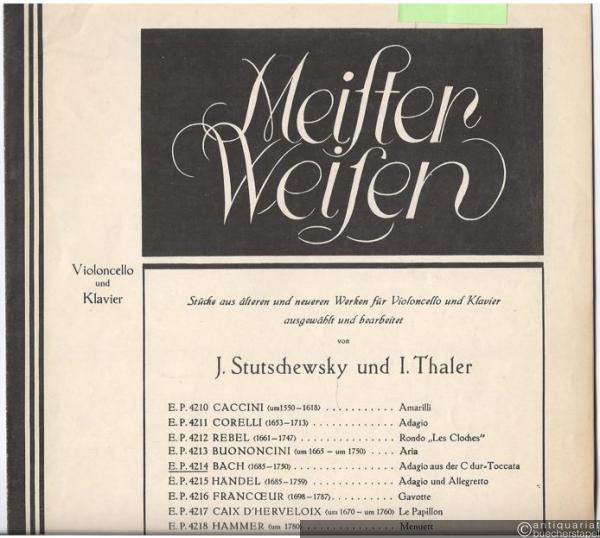 Meiſter
Weiſen
Violoncello
und
Klavier
Stücke aus älteren und neueren Werken für Violoncello und Klavier
ausgewählt und bearbeitet
von
J. Stutschewsky und I. Thaler
E. P. 4210 CACCINI (um 1550–1618) . . . . . . . . . . . Amarilli
E. P. 4211 CORELLI (1653–1713) . . . . . . . . . . . . Adagio
E. P. 4212 REBEL (1661–1747) . . . . . . . . . . . . . Rondo „Les Cloches"
E. P. 4213 BUONONCINI (um 1665 – um 1750) . . . . Aria
E. P. 4214 BACH (1685–1750) . . . . . . . . . . . . . . Adagio aus der C dur-Toccata
E. P. 4215 HANDEL (1685–1759) . . . . . . . . . . . . Adagio und Allegretto
E. P. 4216 FRANCŒUR (1698–1787) . . . . . . . . . . Gavotte
E. P. 4217 CAIX D'HERVELOIX (um 1670 – um 1760) Le Papillon
E. P. 4218 HAMMER (um 1780) . . . . . . . . . . . . . Menuett
©antiquariat
buecherstapel